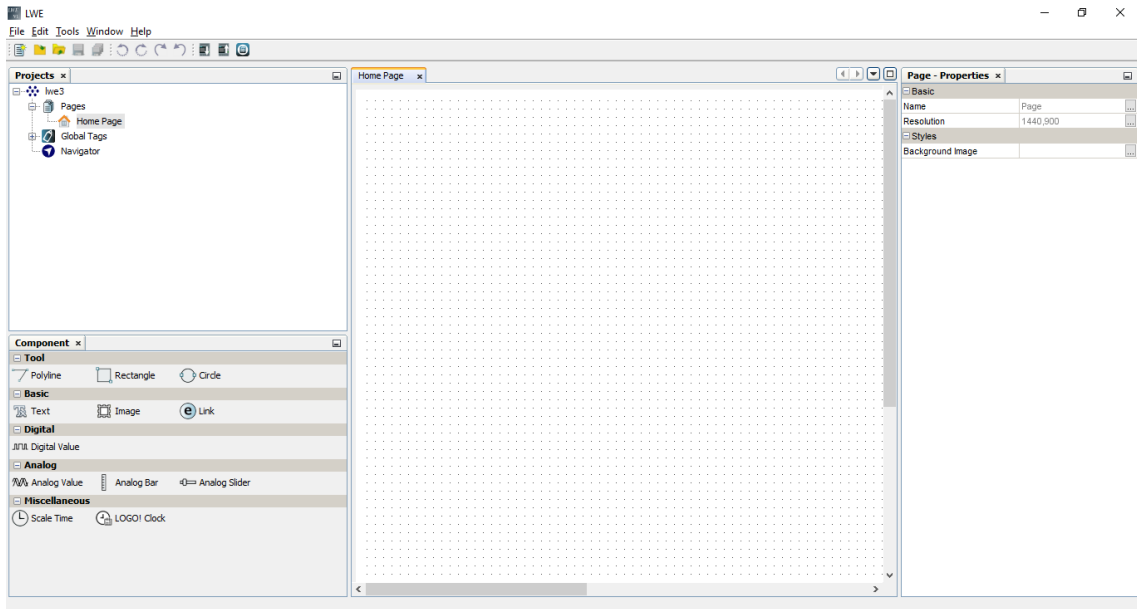 LWE
File Edit Tools Window Help
Projects
lwe3
Pages
Home Page
Global Tags
Navigator
Component
Tool
Polyline Rectangle Circle
Basic
Text Image Link
Digital
Digital Value
Analog
Analog Value Analog Bar Analog Slider
Miscellaneous
Scale Time LOGO! Clock
Home Page
Page - Properties
Basic
Name Page ...
Resolution 1440,900 ...
Styles
Background Image ...